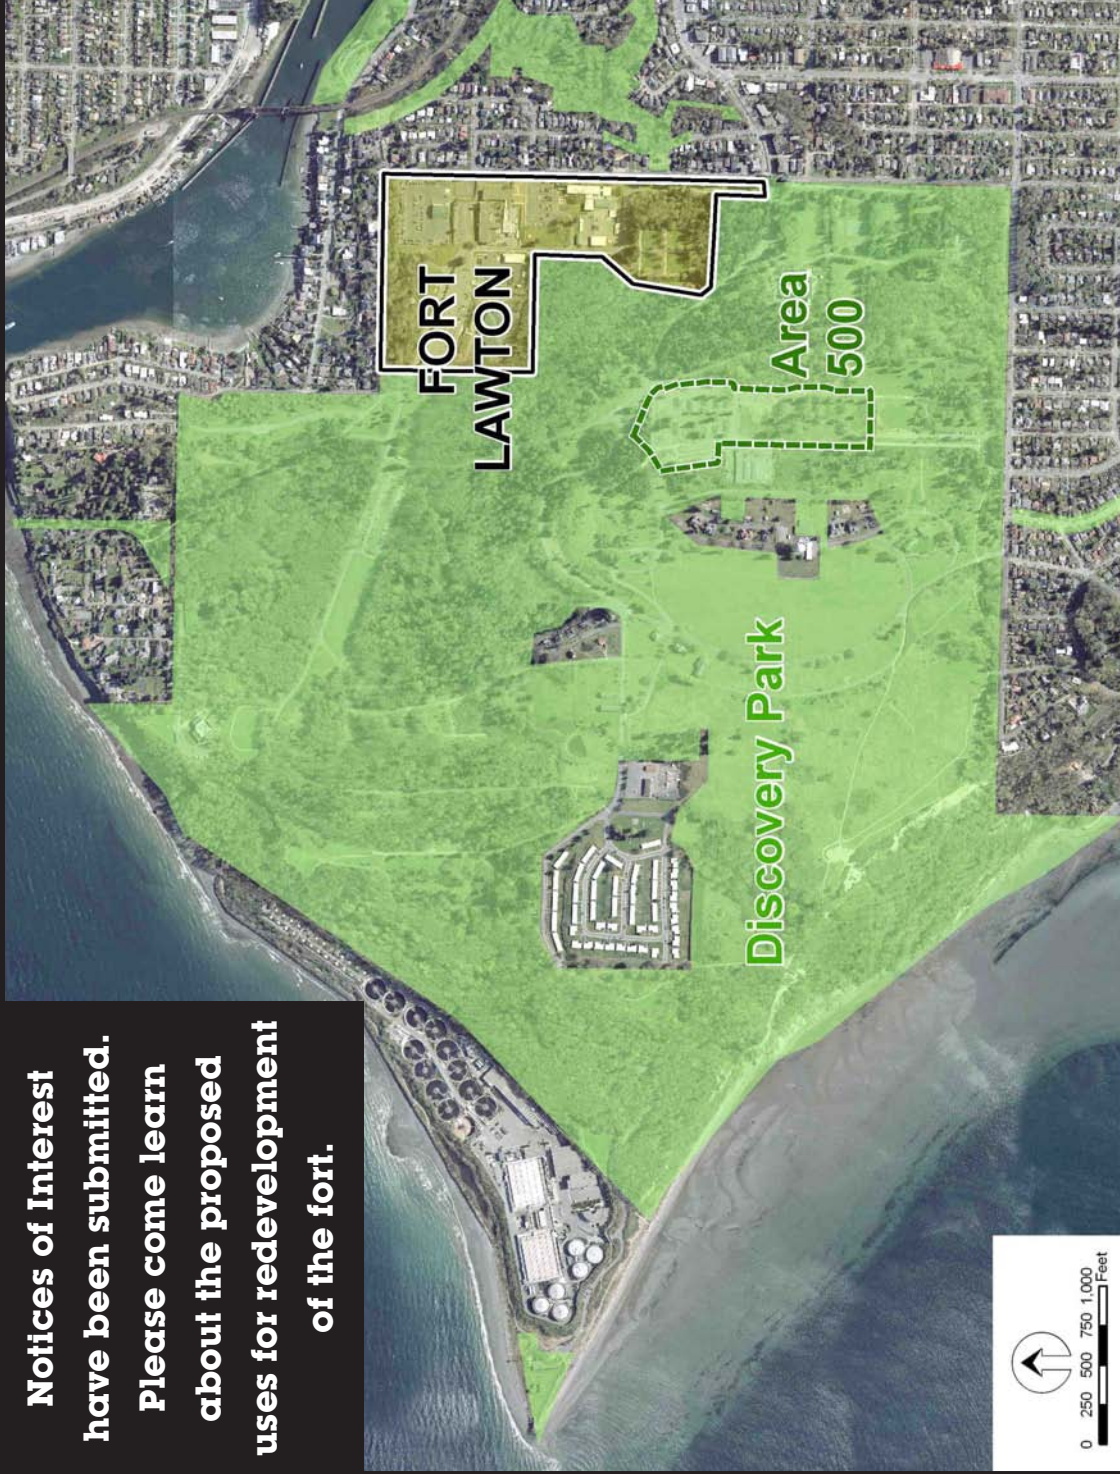 Notices of Interest
have been submitted.
Please come learn
about the proposed
uses for redevelopment
of the fort.
FORT
LAWTON
Area
500
Discovery Park
0 250 500 750 1,000
Feet